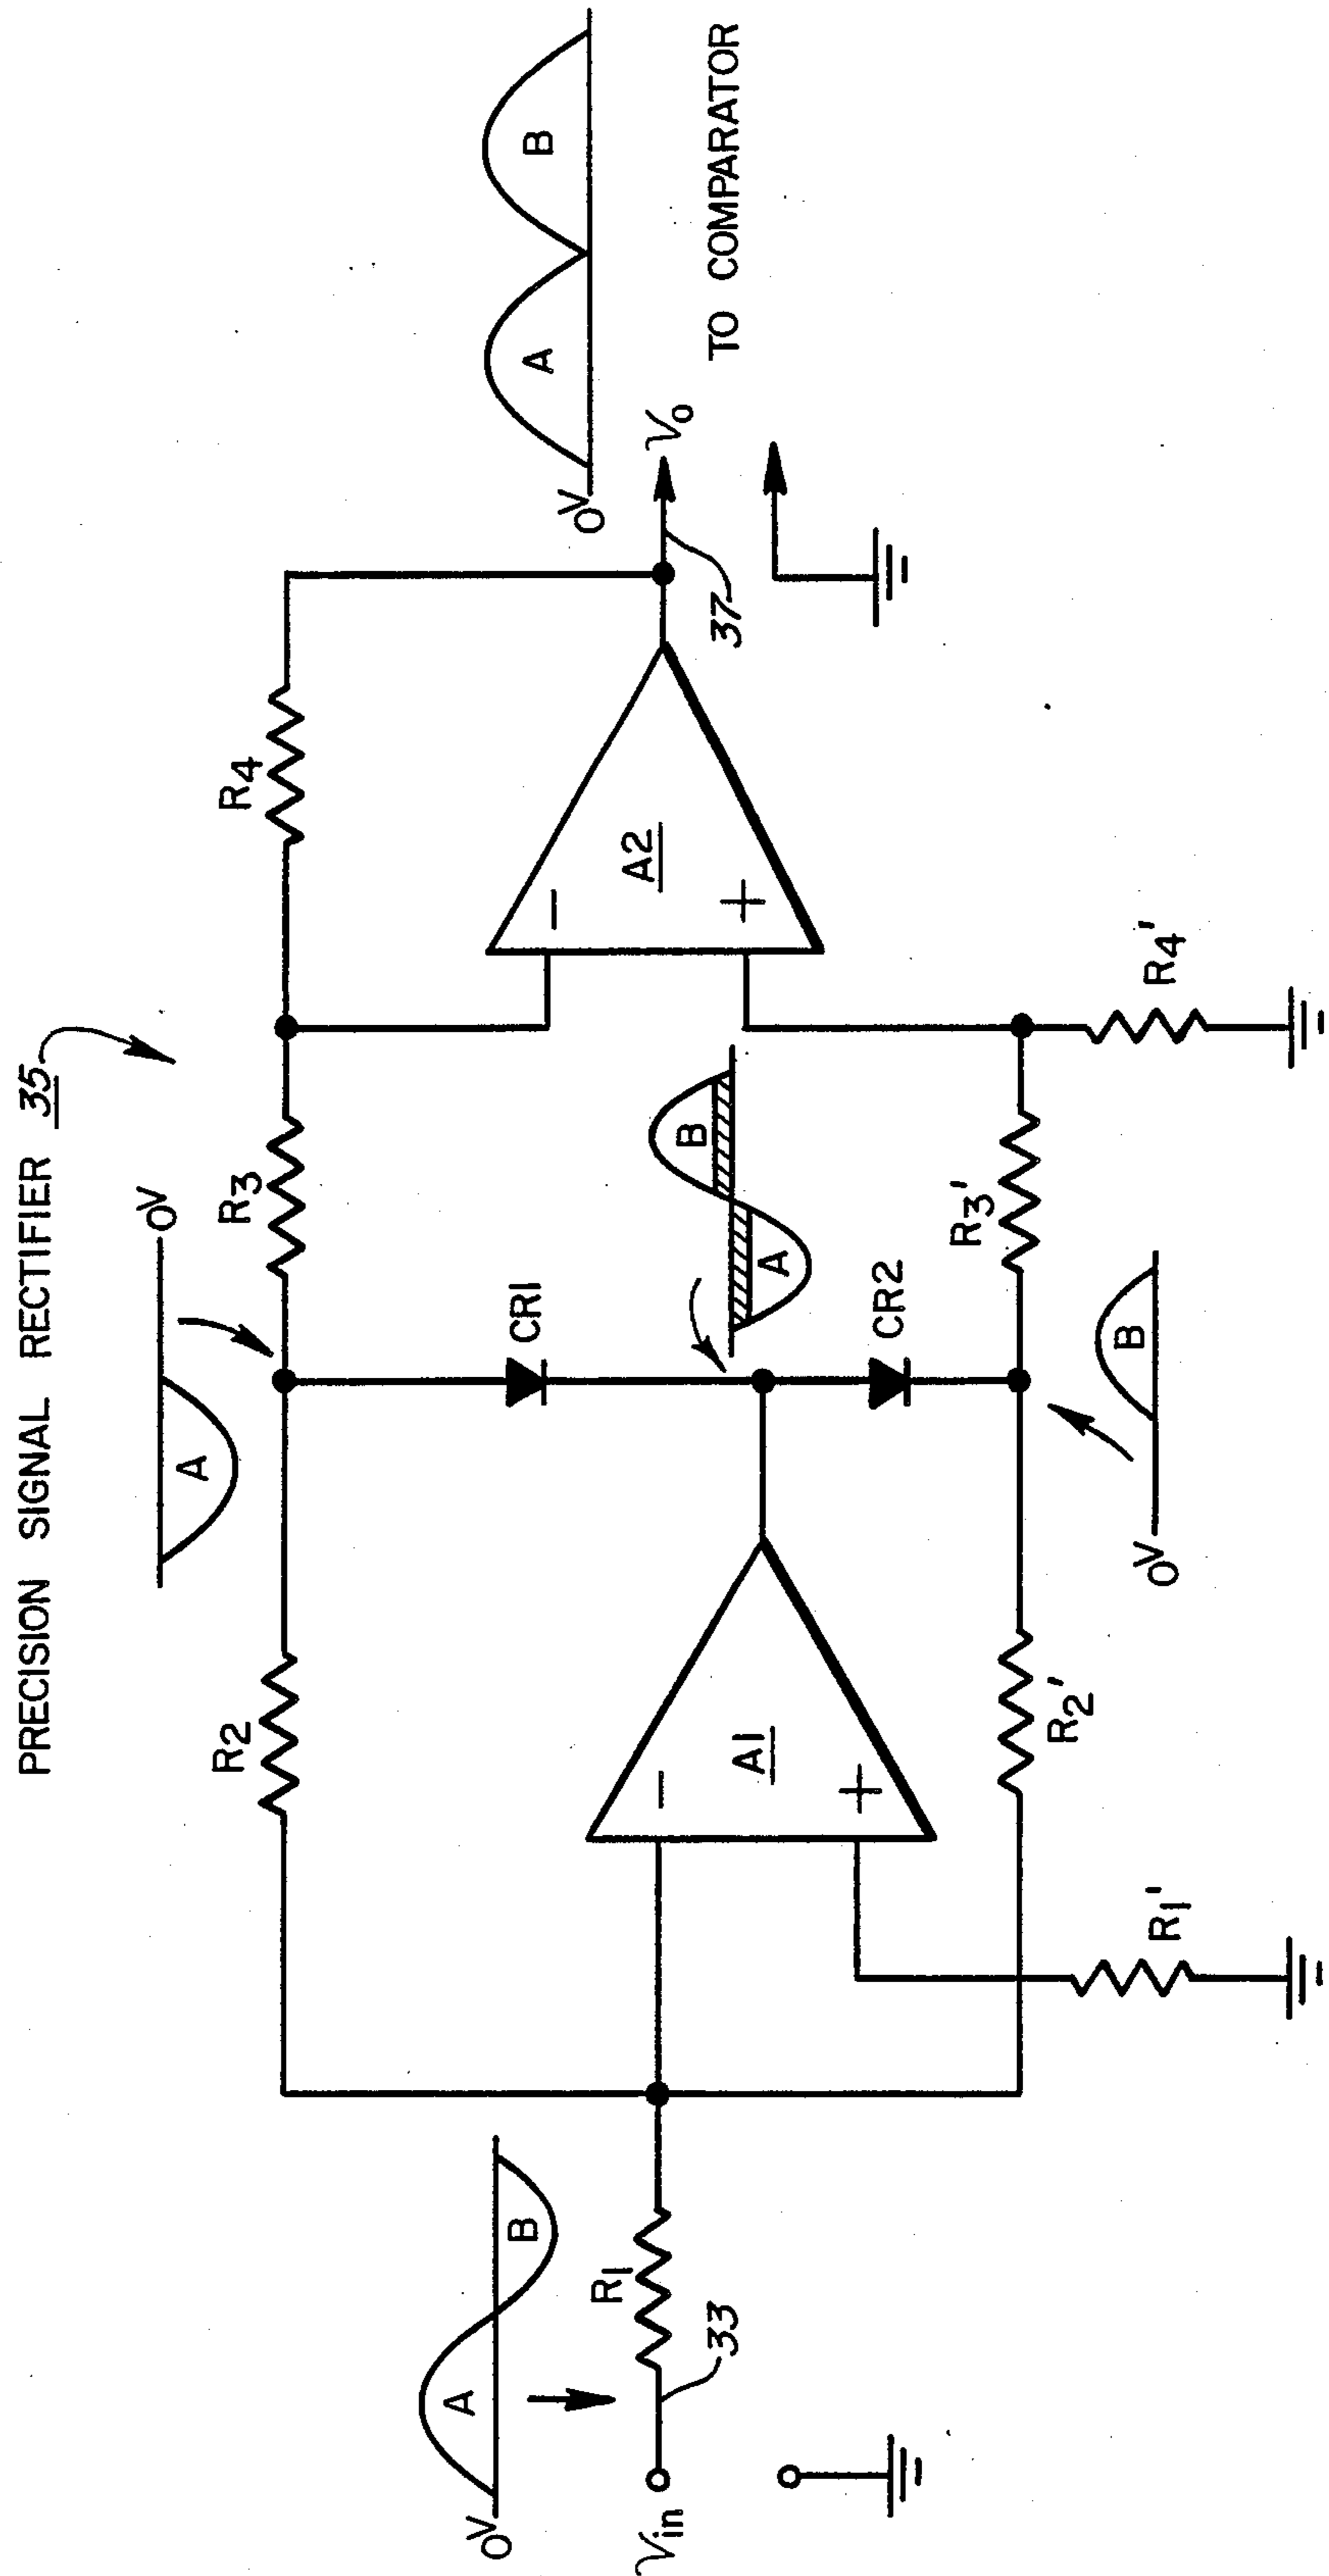 PRECISION SIGNAL RECTIFIER 35
A
0V
R2
R3
R4
A
B
0V
CR1
A
B
0V
A
B
Vin
33
R1
A1
−
+
A2
−
+
37
Vo
TO COMPARATOR
CR2
R2'
R3'
R1'
R4'
0V
B